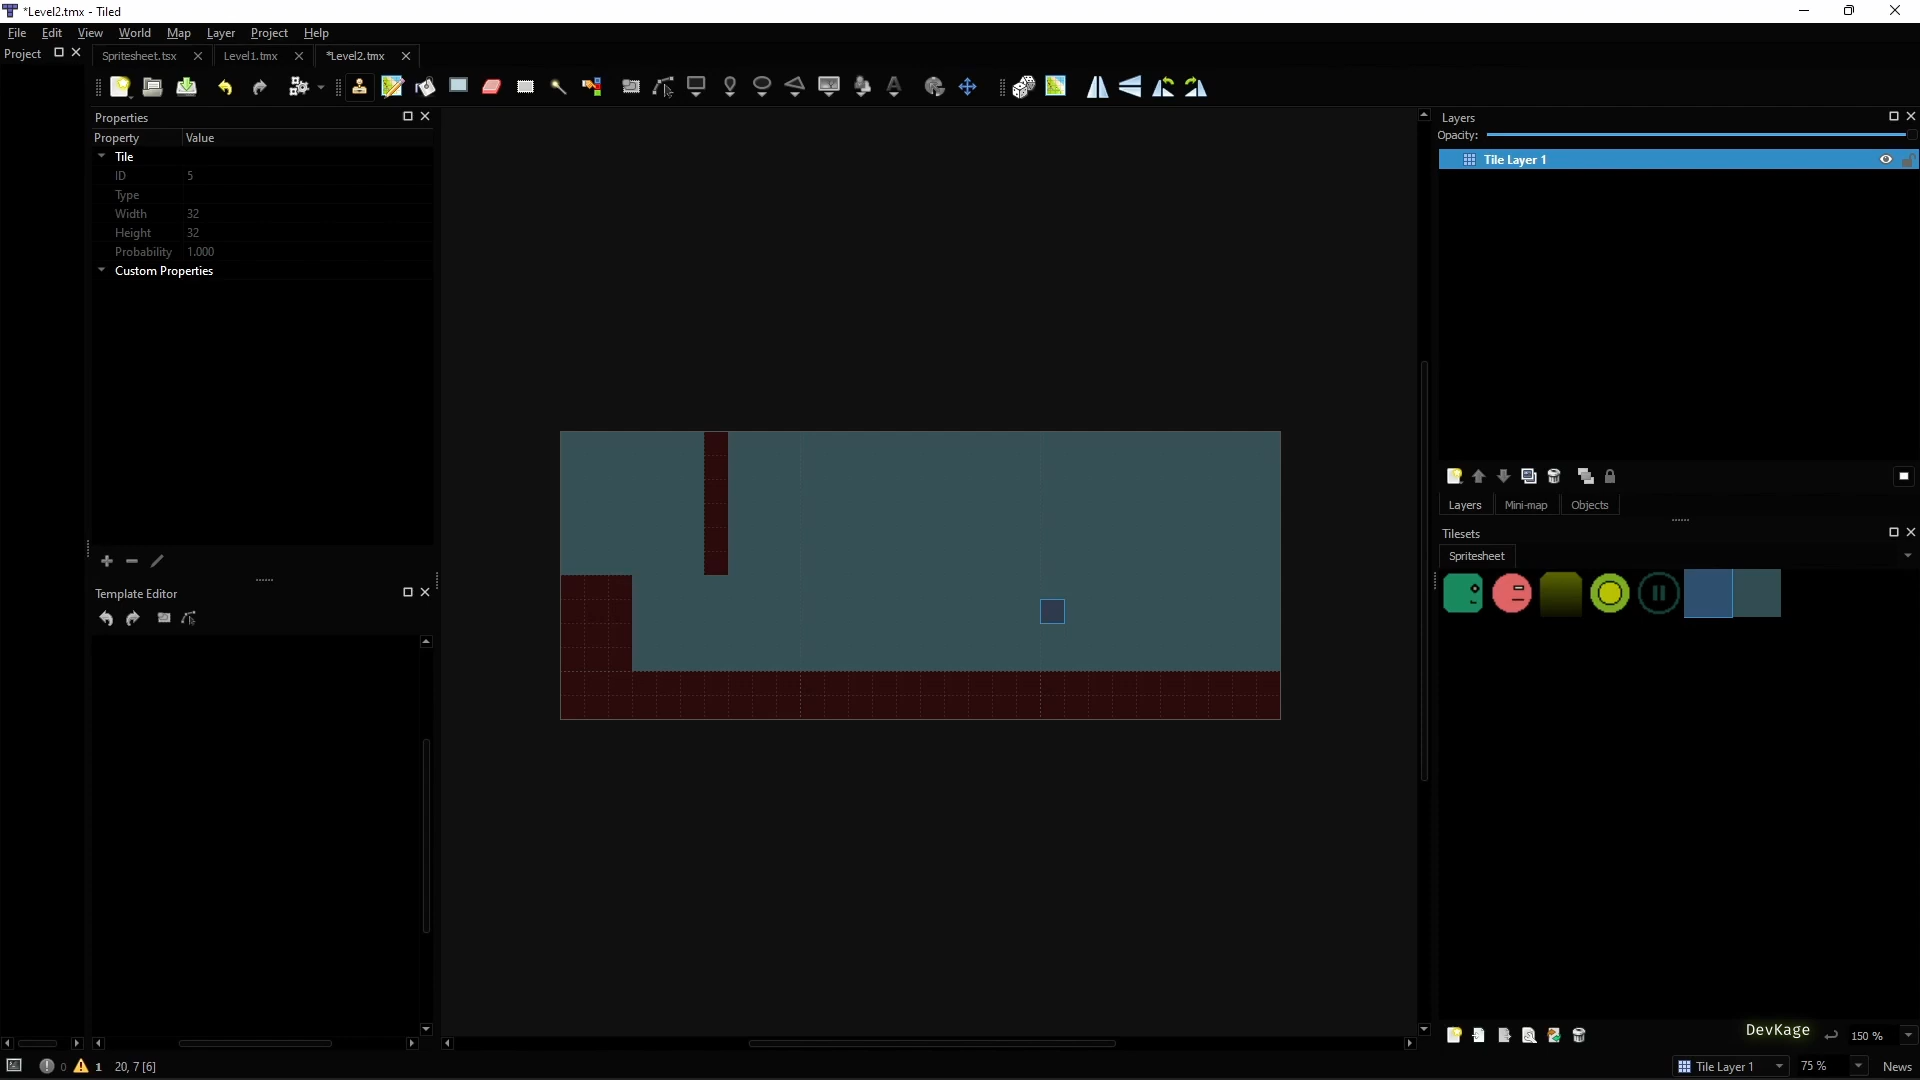 *Level2.tmx - Tiled
File Edit View World Map Layer Project Help
Project
Spritesheet.tsx
Level1.tmx
*Level2.tmx
Properties
Property Value
Tile
ID 5
Type
Width 32
Height 32
Probability 1.000
Custom Properties
Template Editor
Layers
Opacity:
Tile Layer 1
Layers Mini-map Objects
Tilesets
Spritesheet
DevKage
150 %
0 1 20, 7 [6]
Tile Layer 1
75 %
News